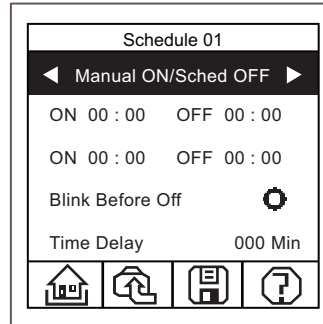 Schedule 01
Manual ON/Sched OFF
ON 00 : 00 OFF 00 : 00
ON 00 : 00 OFF 00 : 00
Blink Before Off
Time Delay 000 Min
?